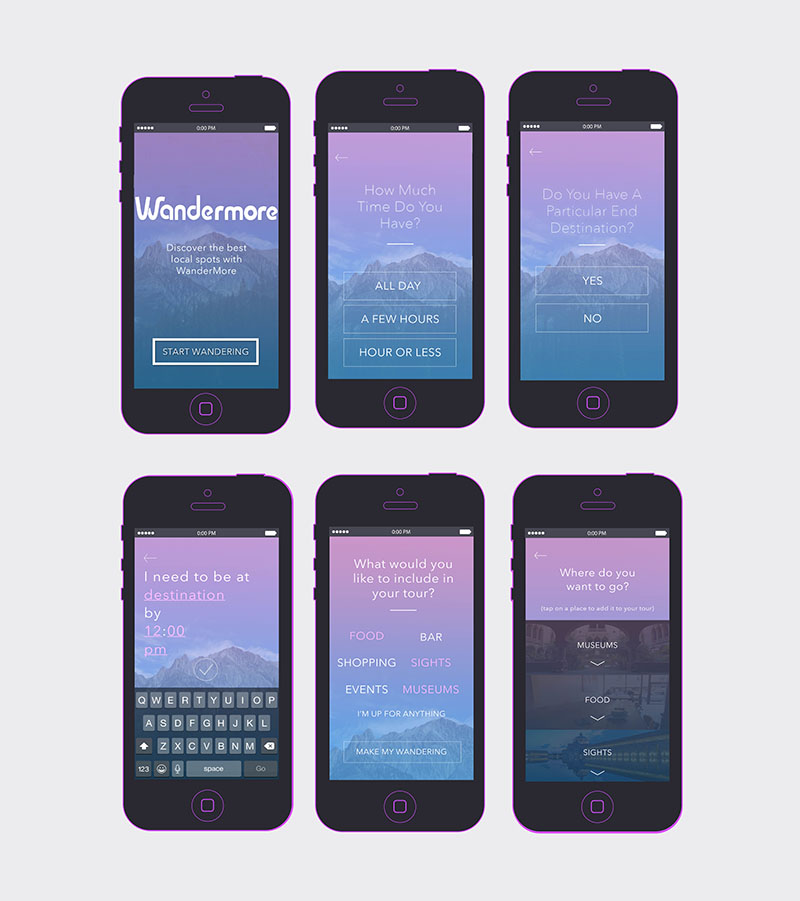 0:00 PM
Wandermore
Discover the best
local spots with
WanderMore
START WANDERING
0:00 PM
How Much
Time Do You
Have?
ALL DAY
A FEW HOURS
HOUR OR LESS
0:00 PM
Do You Have A
Particular End
Destination?
YES
NO
0:00 PM
I need to be at
destination
by
12:00
pm
Q W E R T Y U I O P
A S D F G H J K L
Z X C V B N M
123 space Go
0:00 PM
What would you
like to include in
your tour?
FOOD BAR
SHOPPING SIGHTS
EVENTS MUSEUMS
I'M UP FOR ANYTHING
MAKE MY WANDERING
0:00 PM
Where do you
want to go?
(tap on a place to add it to your tour)
MUSEUMS
FOOD
SIGHTS